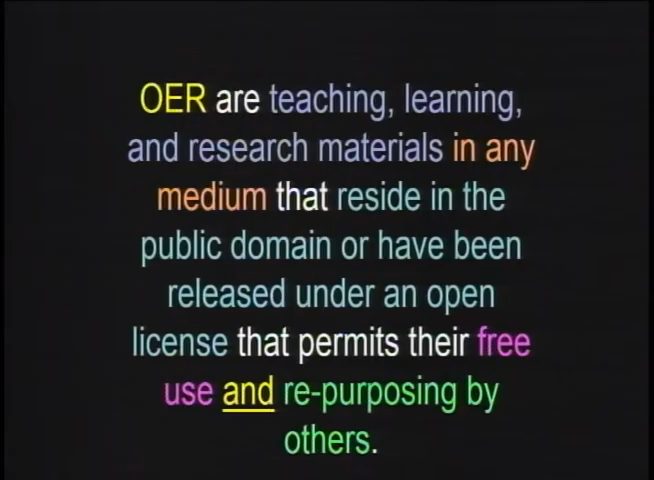 OER are teaching, learning,
and research materials in any
medium that reside in the
public domain or have been
released under an open
license that permits their free
use and re-purposing by
others.